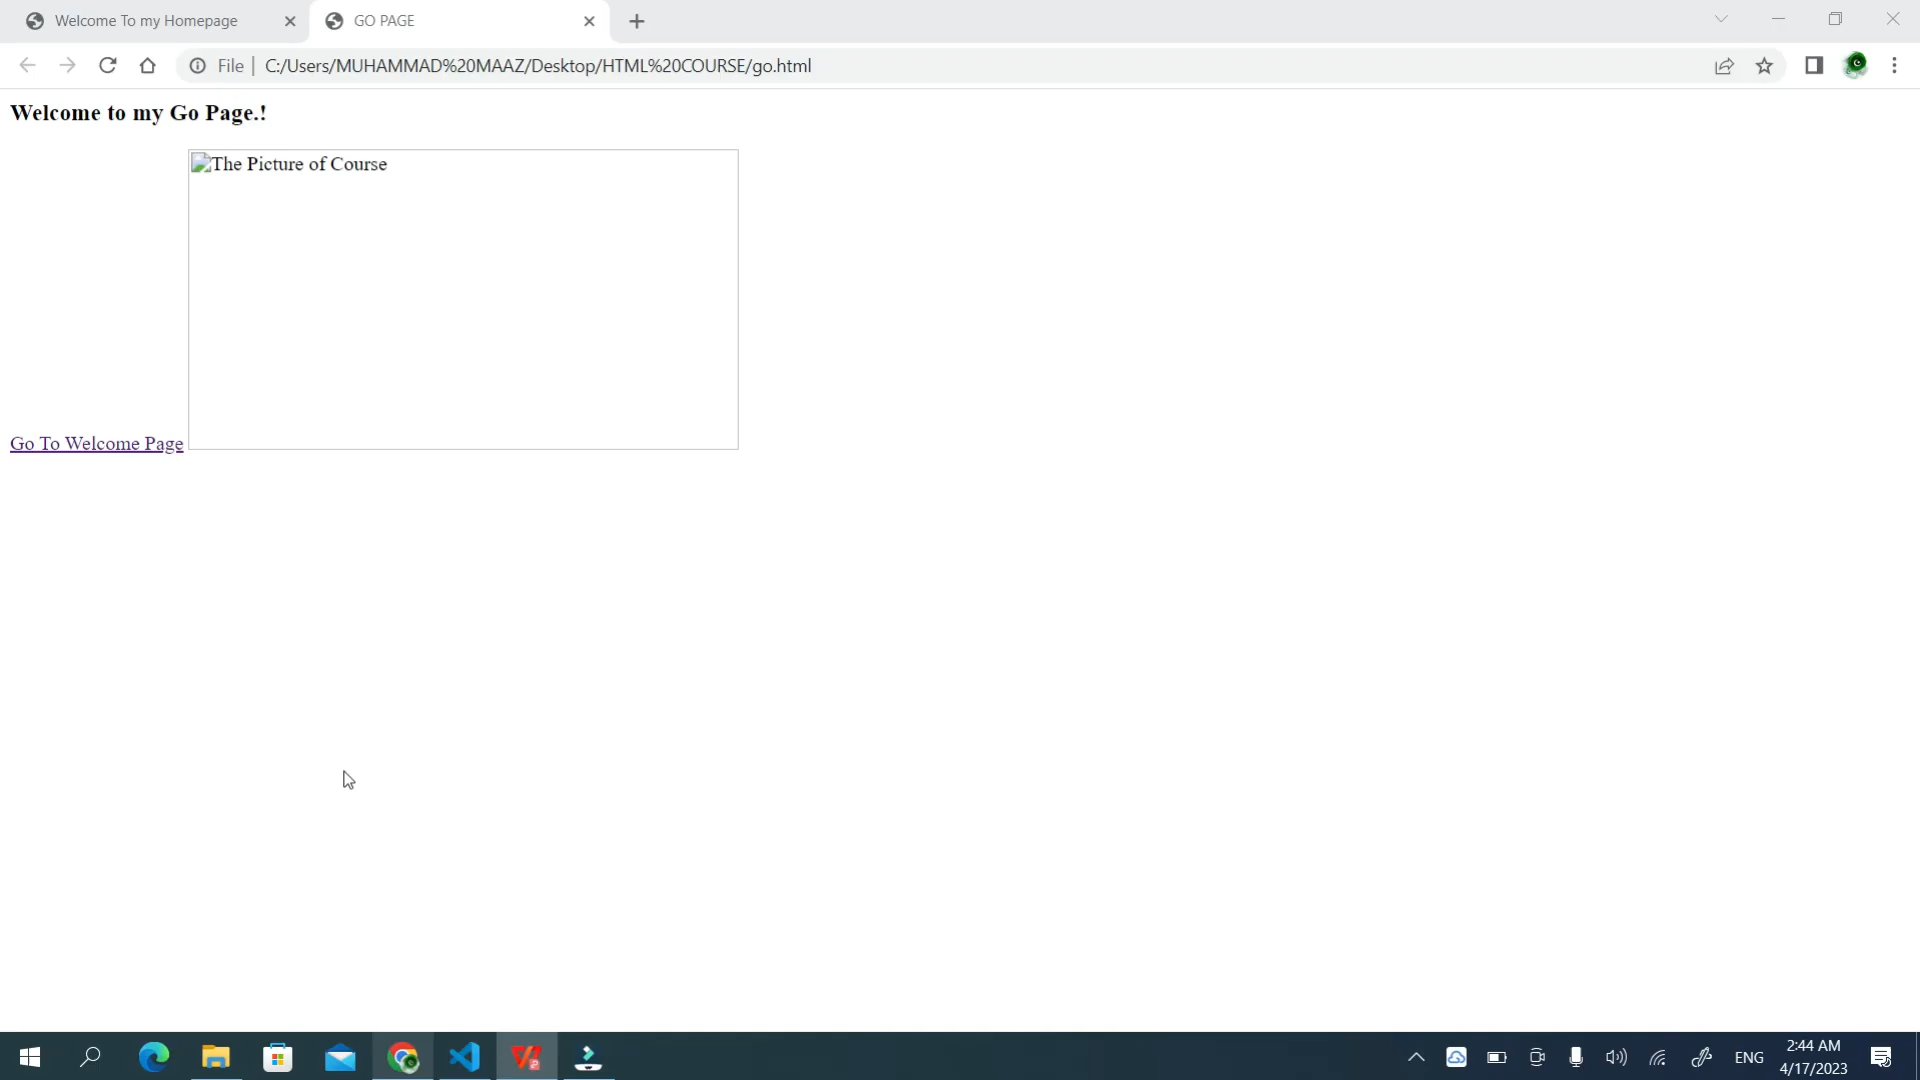 Welcome To my Homepage
GO PAGE
File
C:/Users/MUHAMMAD%20MAAZ/Desktop/HTML%20COURSE/go.html
Welcome to my Go Page.!
The Picture of Course
Go To Welcome Page
ENG
2:44 AM
4/17/2023